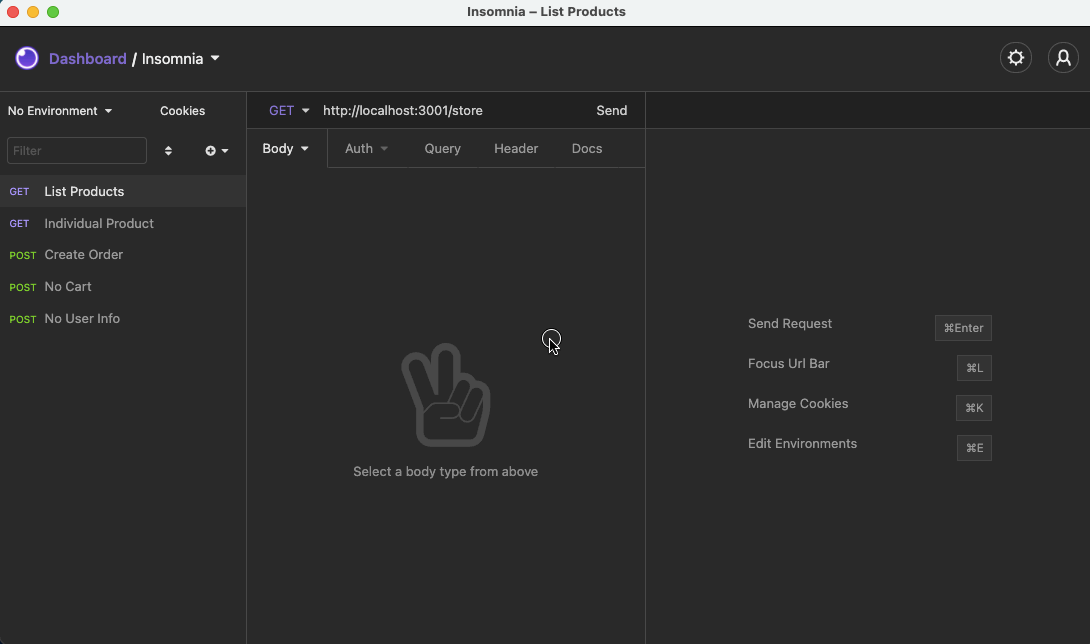 Insomnia – List Products
Dashboard / Insomnia
No Environment
Cookies
Filter
GET List Products
GET Individual Product
POST Create Order
POST No Cart
POST No User Info
GET http://localhost:3001/store Send
Body Auth Query Header Docs
Select a body type from above
Send Request ⌘Enter
Focus Url Bar ⌘L
Manage Cookies ⌘K
Edit Environments ⌘E